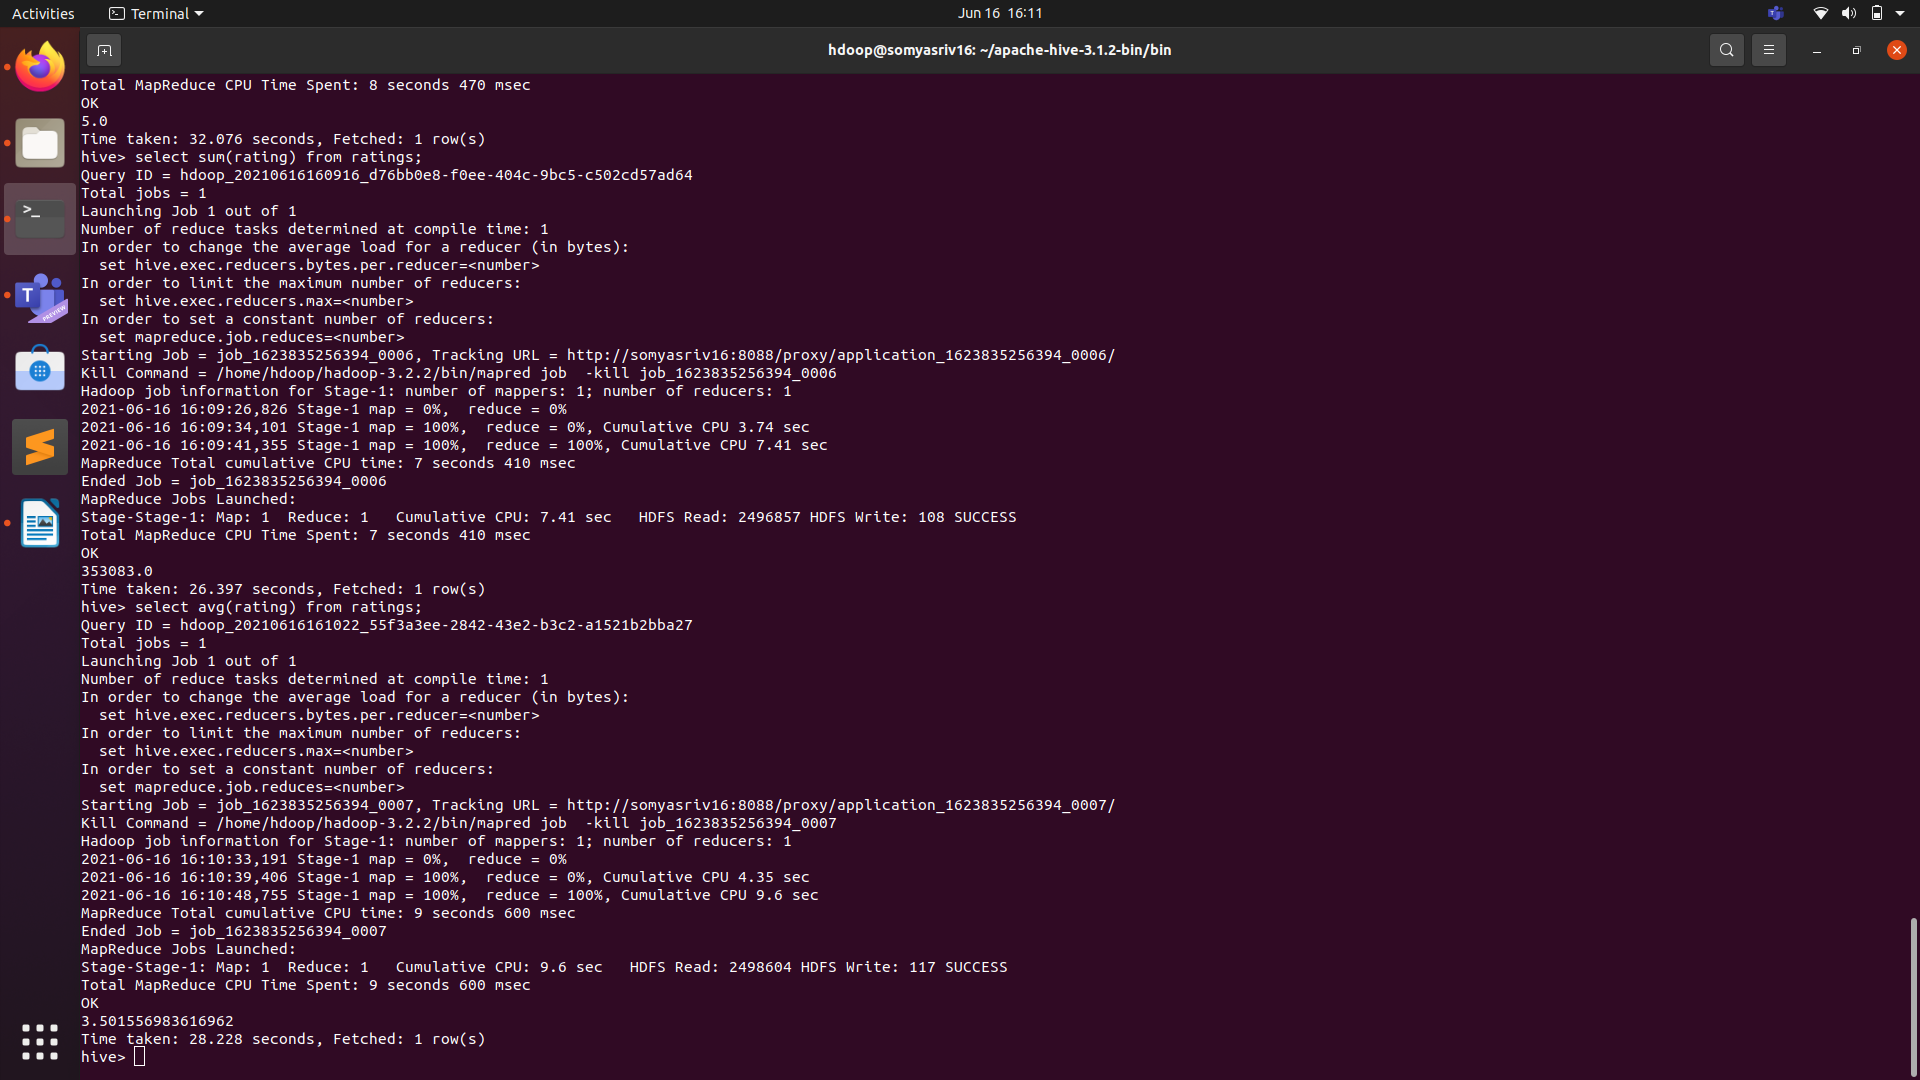 Activities
Terminal
Jun 16 16:11
hdoop@somyasriv16: ~/apache-hive-3.1.2-bin/bin
Total MapReduce CPU Time Spent: 8 seconds 470 msec
OK
5.0
Time taken: 32.076 seconds, Fetched: 1 row(s)
hive> select sum(rating) from ratings;
Query ID = hdoop_20210616160916_d76bb0e8-f0ee-404c-9bc5-c502cd57ad64
Total jobs = 1
Launching Job 1 out of 1
Number of reduce tasks determined at compile time: 1
In order to change the average load for a reducer (in bytes):
  set hive.exec.reducers.bytes.per.reducer=<number>
In order to limit the maximum number of reducers:
  set hive.exec.reducers.max=<number>
In order to set a constant number of reducers:
  set mapreduce.job.reduces=<number>
Starting Job = job_1623835256394_0006, Tracking URL = http://somyasriv16:8088/proxy/application_1623835256394_0006/
Kill Command = /home/hdoop/hadoop-3.2.2/bin/mapred job  -kill job_1623835256394_0006
Hadoop job information for Stage-1: number of mappers: 1; number of reducers: 1
2021-06-16 16:09:26,826 Stage-1 map = 0%,  reduce = 0%
2021-06-16 16:09:34,101 Stage-1 map = 100%,  reduce = 0%, Cumulative CPU 3.74 sec
2021-06-16 16:09:41,355 Stage-1 map = 100%,  reduce = 100%, Cumulative CPU 7.41 sec
MapReduce Total cumulative CPU time: 7 seconds 410 msec
Ended Job = job_1623835256394_0006
MapReduce Jobs Launched:
Stage-Stage-1: Map: 1  Reduce: 1   Cumulative CPU: 7.41 sec   HDFS Read: 2496857 HDFS Write: 108 SUCCESS
Total MapReduce CPU Time Spent: 7 seconds 410 msec
OK
353083.0
Time taken: 26.397 seconds, Fetched: 1 row(s)
hive> select avg(rating) from ratings;
Query ID = hdoop_20210616161022_55f3a3ee-2842-43e2-b3c2-a1521b2bba27
Total jobs = 1
Launching Job 1 out of 1
Number of reduce tasks determined at compile time: 1
In order to change the average load for a reducer (in bytes):
  set hive.exec.reducers.bytes.per.reducer=<number>
In order to limit the maximum number of reducers:
  set hive.exec.reducers.max=<number>
In order to set a constant number of reducers:
  set mapreduce.job.reduces=<number>
Starting Job = job_1623835256394_0007, Tracking URL = http://somyasriv16:8088/proxy/application_1623835256394_0007/
Kill Command = /home/hdoop/hadoop-3.2.2/bin/mapred job  -kill job_1623835256394_0007
Hadoop job information for Stage-1: number of mappers: 1; number of reducers: 1
2021-06-16 16:10:33,191 Stage-1 map = 0%,  reduce = 0%
2021-06-16 16:10:39,406 Stage-1 map = 100%,  reduce = 0%, Cumulative CPU 4.35 sec
2021-06-16 16:10:48,755 Stage-1 map = 100%,  reduce = 100%, Cumulative CPU 9.6 sec
MapReduce Total cumulative CPU time: 9 seconds 600 msec
Ended Job = job_1623835256394_0007
MapReduce Jobs Launched:
Stage-Stage-1: Map: 1  Reduce: 1   Cumulative CPU: 9.6 sec   HDFS Read: 2498604 HDFS Write: 117 SUCCESS
Total MapReduce CPU Time Spent: 9 seconds 600 msec
OK
3.501556983616962
Time taken: 28.228 seconds, Fetched: 1 row(s)
hive>
T
PREVIEW